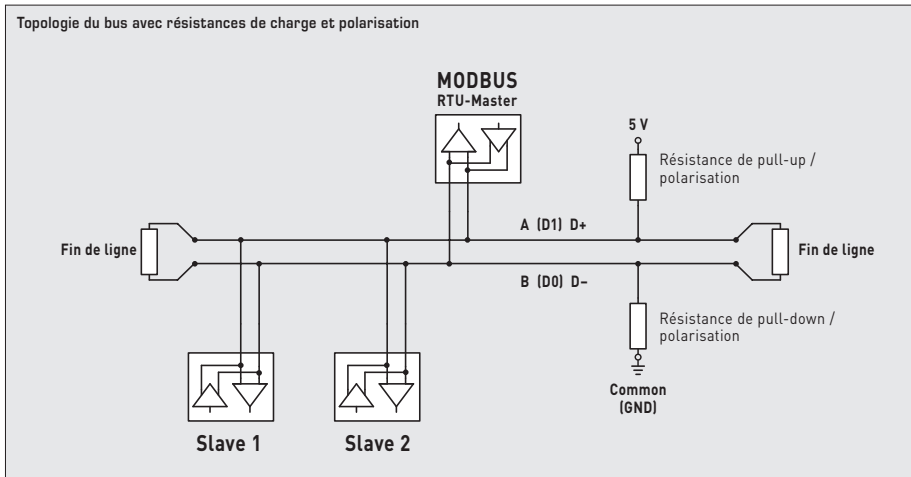 Topologie du bus avec résistances de charge et polarisation
MODBUS
RTU-Master
5 V
Résistance de pull-up /
polarisation
A (D1) D+
Fin de ligne
Fin de ligne
B (D0) D–
Résistance de pull-down /
polarisation
Common
(GND)
Slave 1
Slave 2